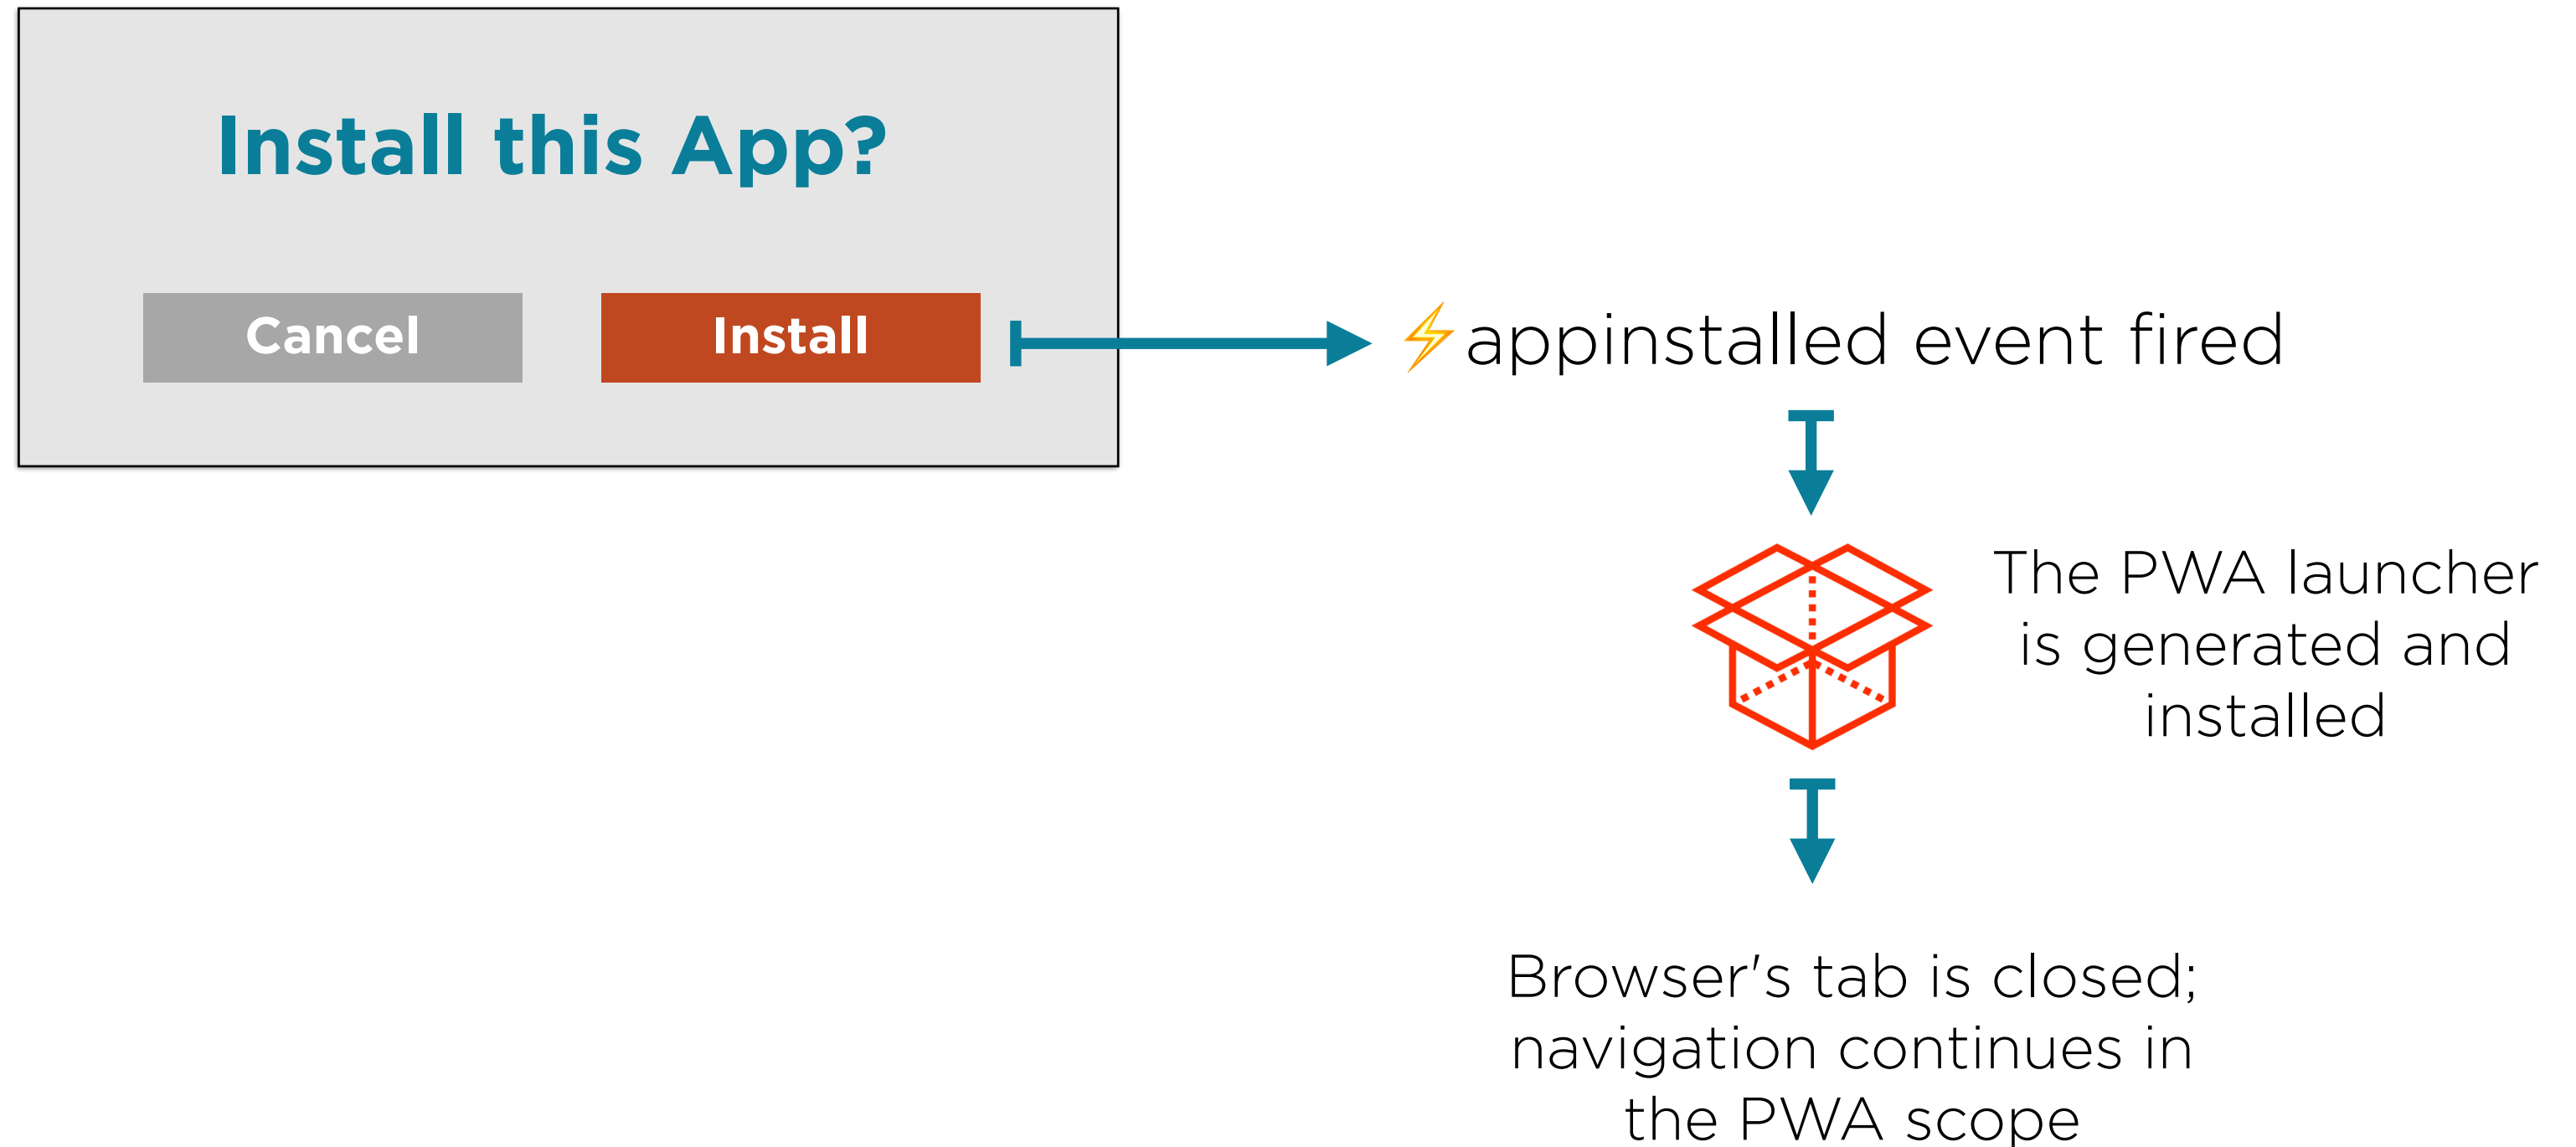 Install this App?
Cancel
Install
⚡appinstalled event fired
The PWA launcher
is generated and
installed
Browser's tab is closed;
navigation continues in
the PWA scope